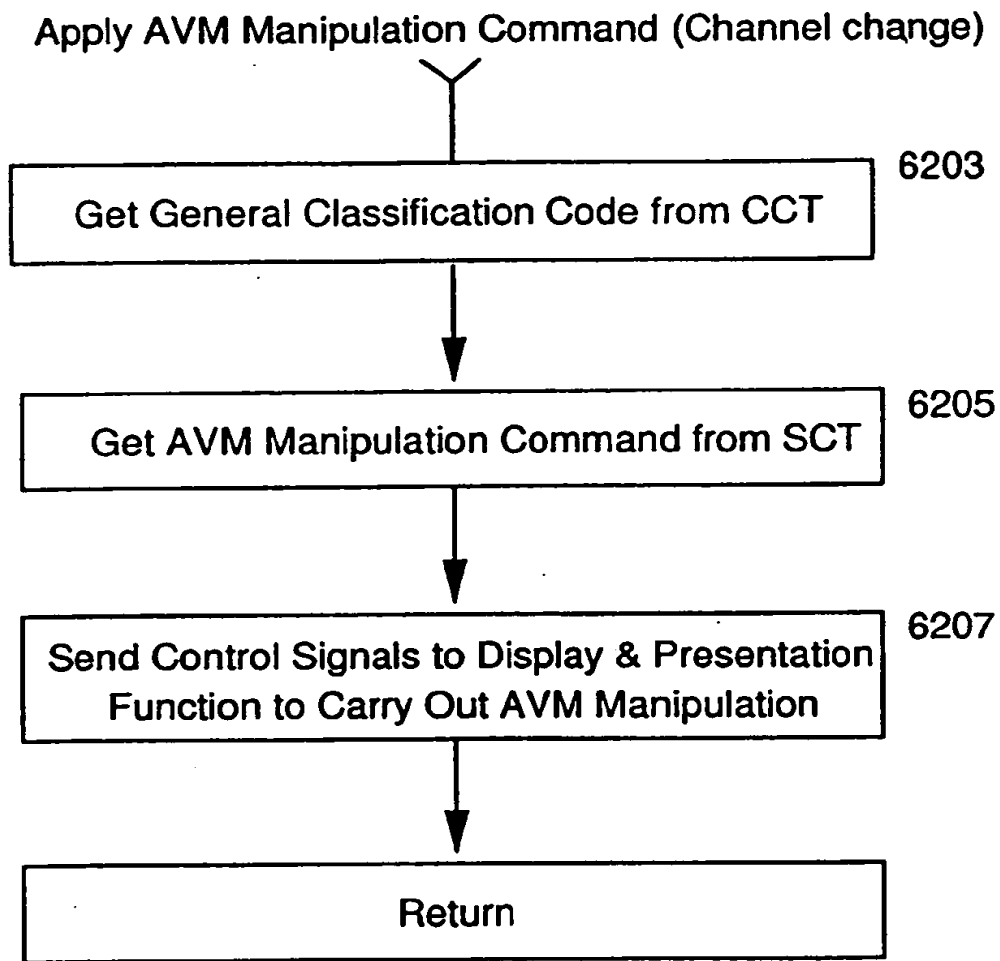 Apply AVM Manipulation Command (Channel change)
6203
Get General Classification Code from CCT
6205
Get AVM Manipulation Command from SCT
6207
Send Control Signals to Display & Presentation
Function to Carry Out AVM Manipulation
Return